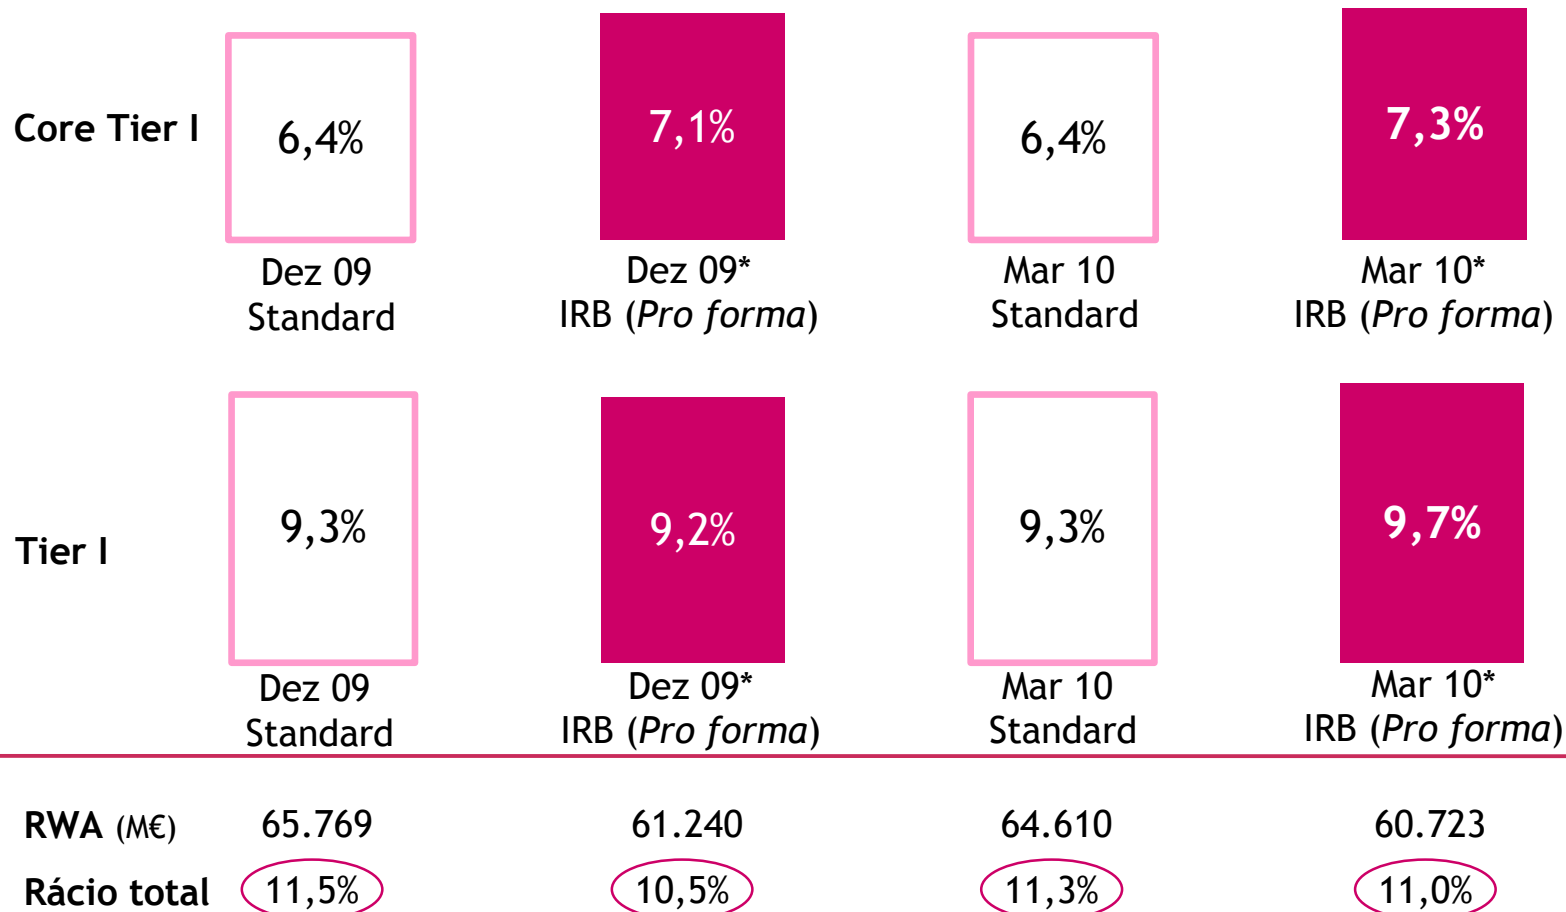 Core Tier I
6,4%
7,1%
6,4%
7,3%
Dez 09
Standard
Dez 09*
IRB (Pro forma)
Mar 10
Standard
Mar 10*
IRB (Pro forma)
Tier I
9,3%
9,2%
9,3%
9,7%
Dez 09
Standard
Dez 09*
IRB (Pro forma)
Mar 10
Standard
Mar 10*
IRB (Pro forma)
RWA (M€) 65.769 61.240 64.610 60.723
Rácio total 11,5% 10,5% 11,3% 11,0%